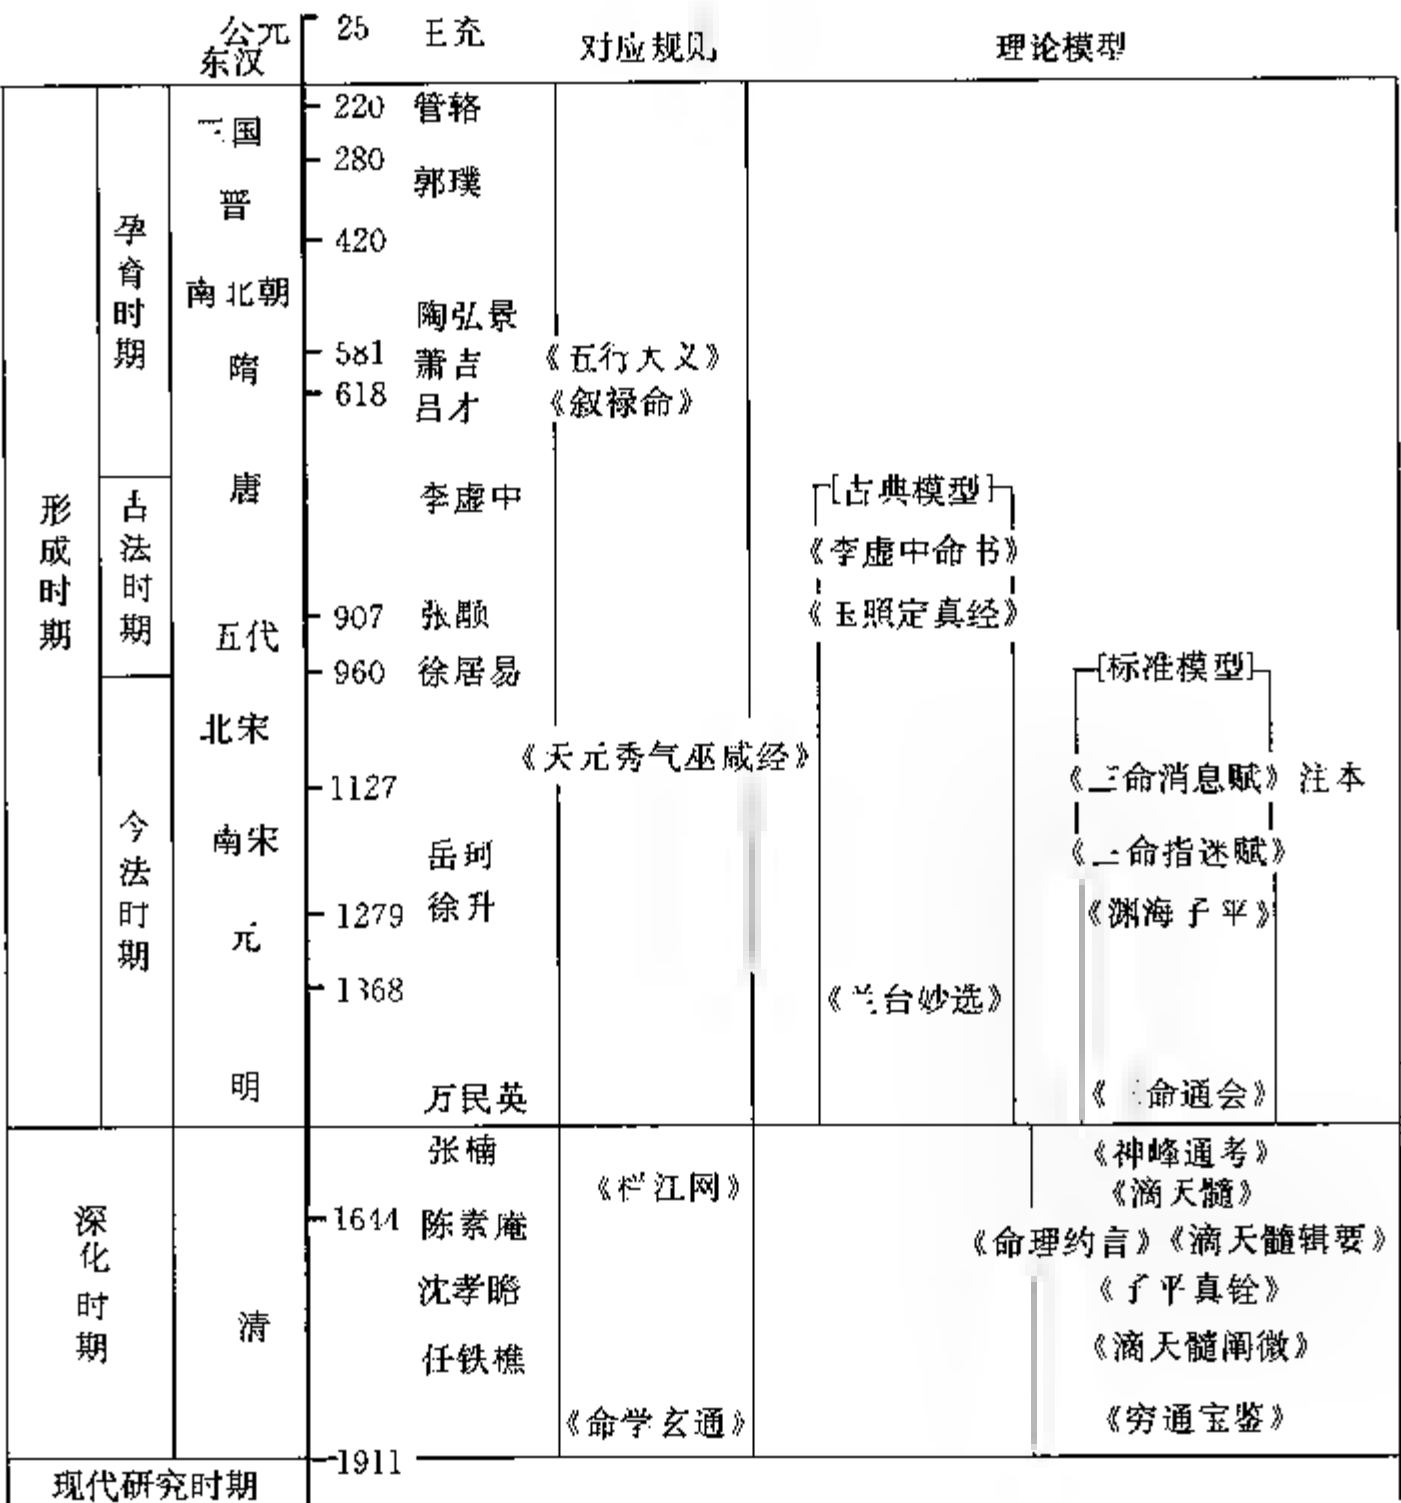 公元 25 王充 对应规则 理论模型
东汉
220 管辂
三国
280
郭璞
晋
420
孕育时期
南北朝
陶弘景
581 萧吉 《五行大义》
隋
618 吕才 《叙禄命》
唐 李虚中 [古典模型]
形成时期
古法时期
《李虚中命书》
907 张颙 《玉照定真经》
五代
960 徐居易 [标准模型]
北宋
《天元秀气巫咸经》
《三命消息赋》注本
1127
今法时期
南宋
岳珂 《三命指迷赋》
徐升 《渊海子平》
1279
元
1368 《兰台妙选》
明 万民英 《三命通会》
张楠 《神峰通考》
《栏江网》 《滴天髓》
深化时期
1644 陈素庵 《命理约言》《滴天髓辑要》
沈孝瞻 《子平真铨》
清
任铁樵 《滴天髓阐微》
《命学玄通》 《穷通宝鉴》
1911
现代研究时期